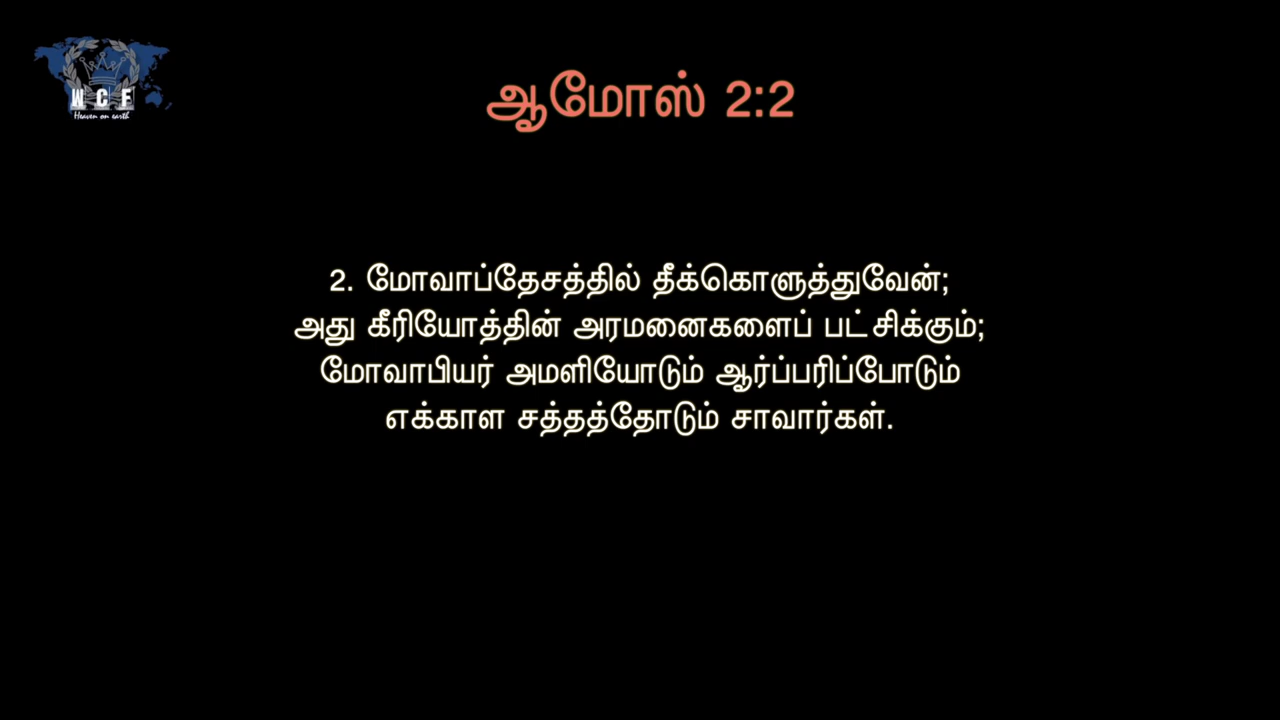 WCF
Heaven on earth
ஆமோஸ் 2:2
2. மோவாப்தேசத்தில் தீக்கொளுத்துவேன்;
அது கீரியோத்தின் அரமனைகளைப் பட்சிக்கும்;
மோவாபியர் அமளியோடும் ஆர்ப்பரிப்போடும்
எக்காள சத்தத்தோடும் சாவார்கள்.